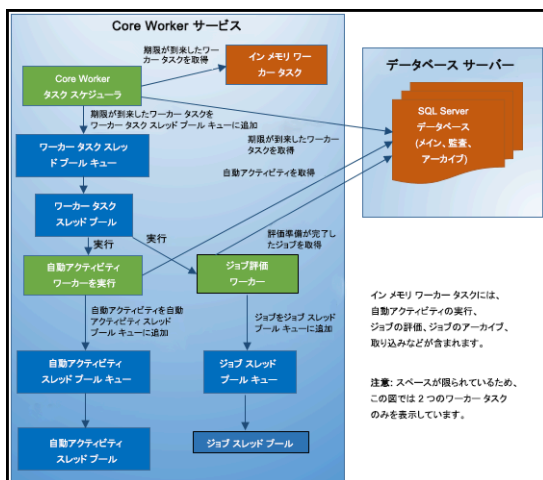 Core Worker サービス
期限が到来したワー
カー タスクを取得
イン メモリ ワー
カー タスク
Core Worker
タスク スケジューラ
期限が到来したワーカー タスクを
ワーカー タスク スレッド プール キューに追加
ワーカー タスク スレッ
ド プール キュー
期限が到来したワーカー
タスクを取得
自動アクティビティを取得
ワーカー タスク
スレッド プール
実行
実行
評価準備が完了し
たジョブを取得
自動アクティビティ
ワーカーを実行
ジョブ評価
ワーカー
自動アクティビティを自動
アクティビティ スレッド
プール キューに追加
ジョブをジョブ スレッド
プール キューに追加
自動アクティビティ
スレッド プール キュー
ジョブ スレッド
プール キュー
自動アクティビティ
スレッド プール
ジョブ スレッド プール
データベース サーバー
SQL Server
データベース
(メイン、監査、
アーカイブ)
イン メモリ ワーカー タスクには、
自動アクティビティの実行、
ジョブの評価、ジョブのアーカイブ、
取り込みなどが含まれます。
注意: スペースが限られているため、
この図では 2 つのワーカー タスク
のみを表示しています。